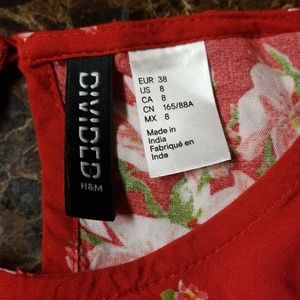 DIVIDED
H&M
EUR 38
US 8
CA 8
CN 165/88A
MX 8
Made in
India
Fabriqué en
Inde